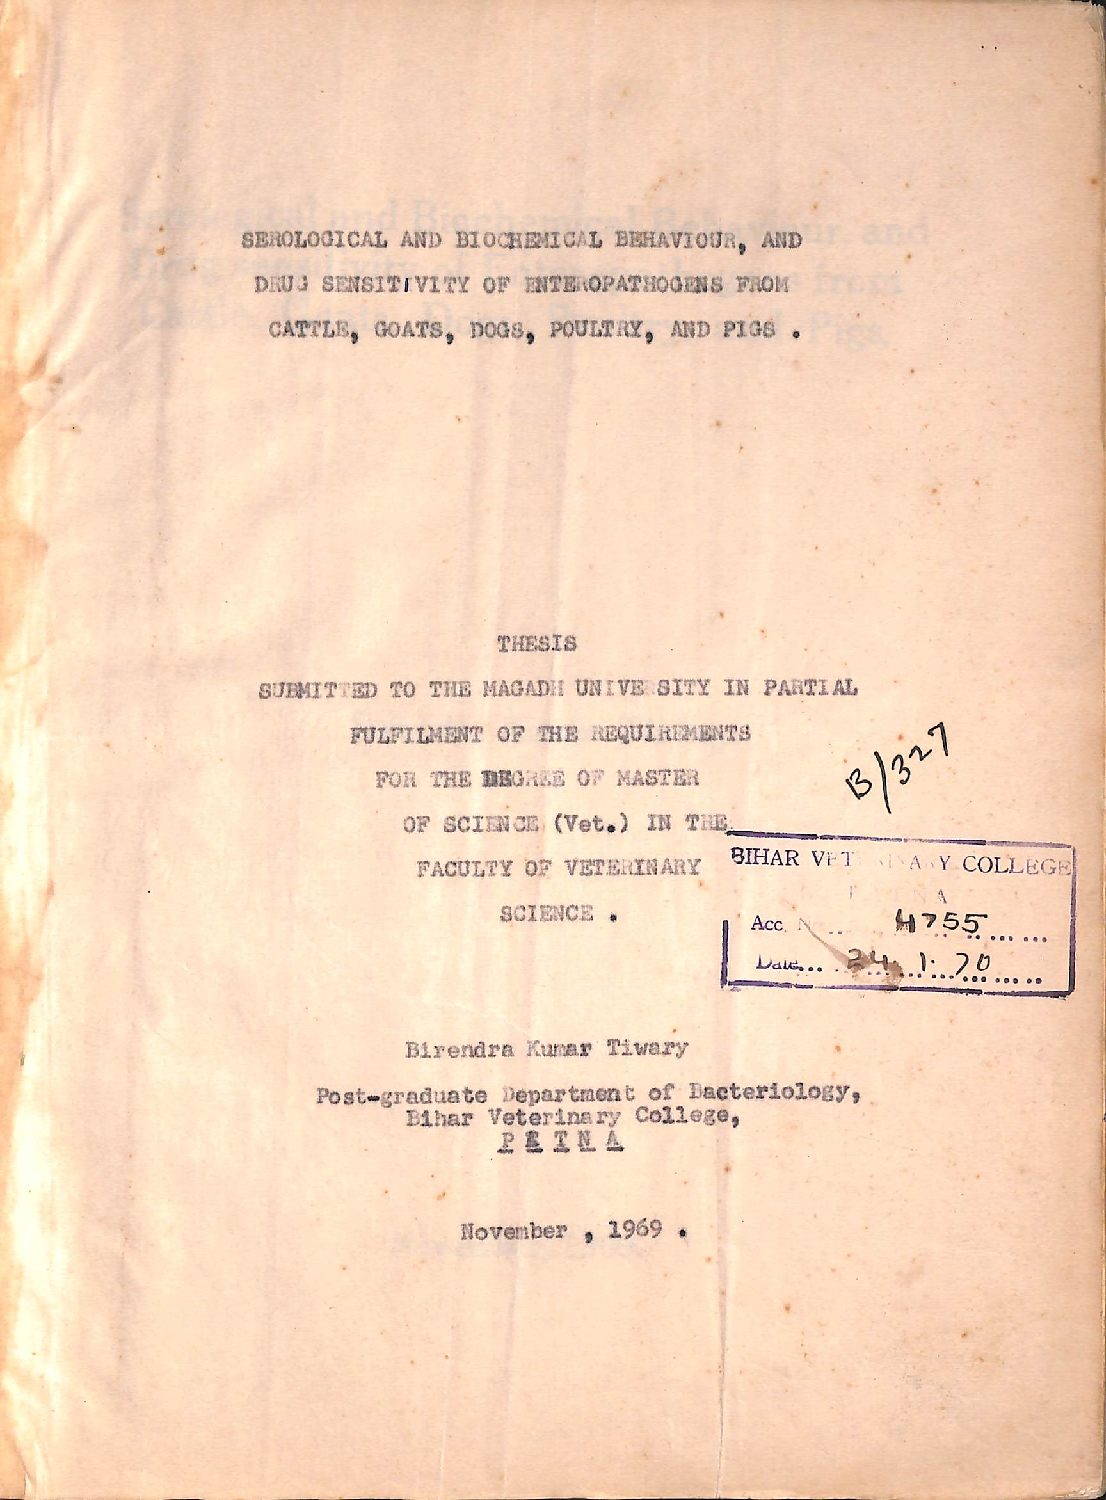 SEROLOGICAL AND BIOCHEMICAL BEHAVIOUR, AND
DRUG SENSITIVITY OF ENTEROPATHOGENS FROM
CATTLE, GOATS, DOGS, POULTRY, AND PIGS .
THESIS
SUBMITTED TO THE MAGADH UNIVERSITY IN PARTIAL
FULFILMENT OF THE REQUIREMENTS
FOR THE DEGREE OF MASTER
OF SCIENCE (Vet.) IN THE
FACULTY OF VETERINARY
SCIENCE .
B/327
BIHAR VETERINARY COLLEGE
PATNA
Acc. No. 4755
Date... 24.1.70
Birendra Kumar Tiwary
Post-graduate Department of Bacteriology,
Bihar Veterinary College,
P A T N A
November , 1969 .